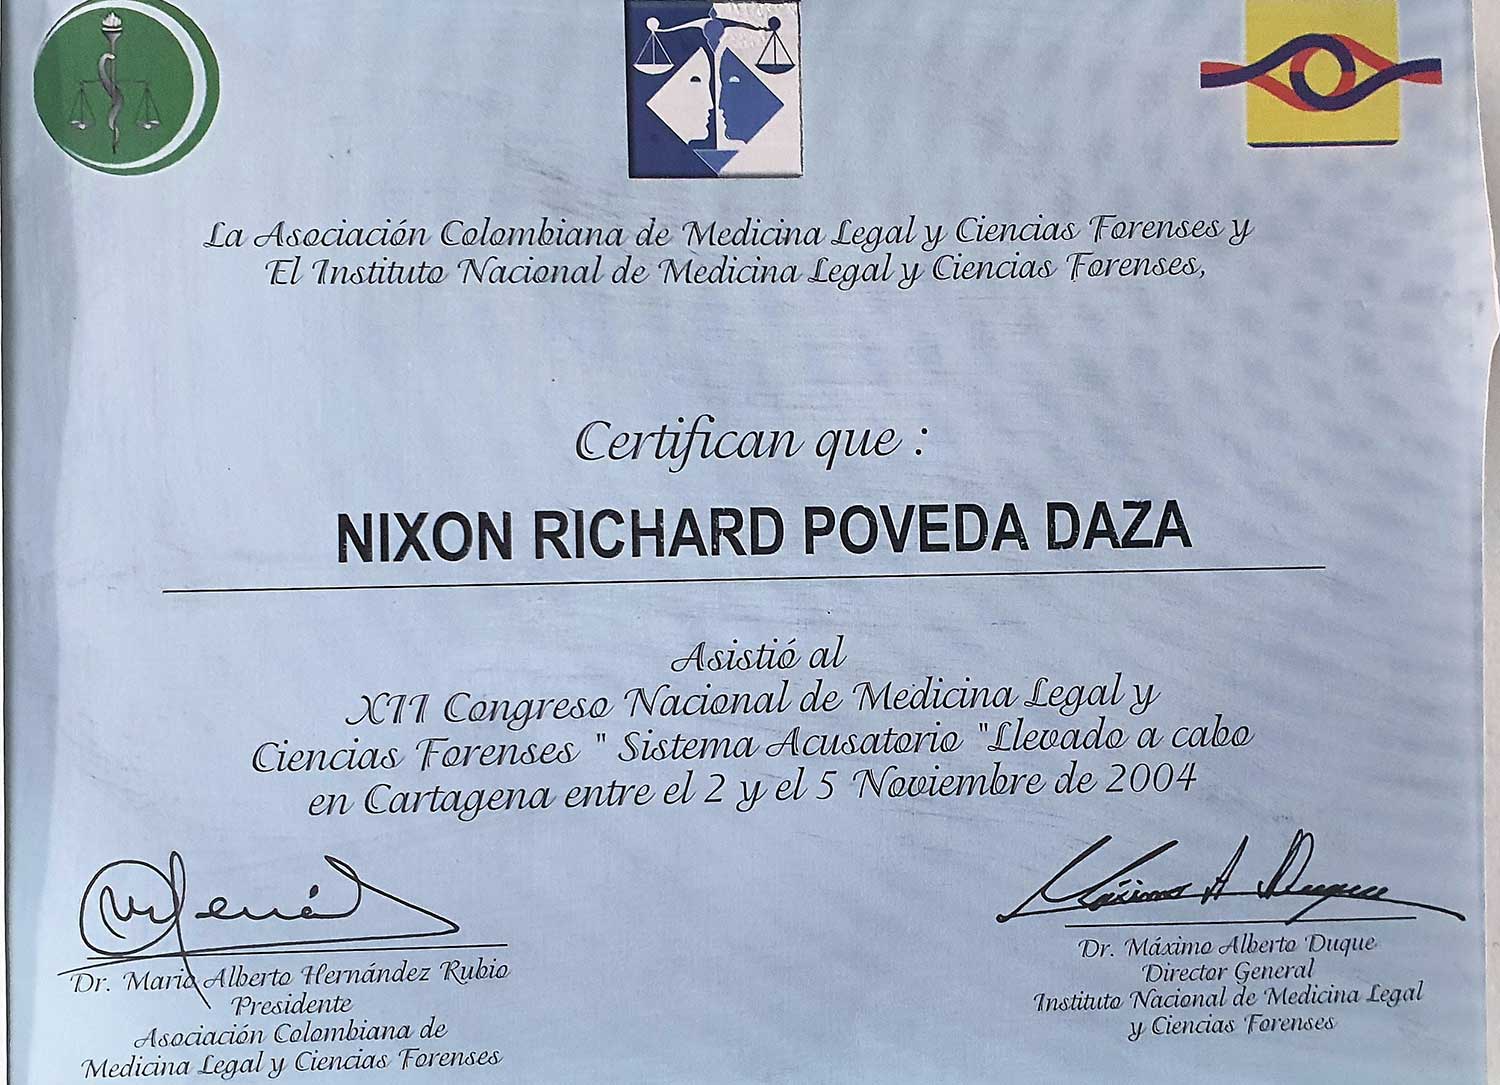 La Asociación Colombiana de Medicina Legal y Ciencias Forenses y
El Instituto Nacional de Medicina Legal y Ciencias Forenses,
Certifican que :
NIXON RICHARD POVEDA DAZA
Asistió al
XII Congreso Nacional de Medicina Legal y
Ciencias Forenses " Sistema Acusatorio "Llevado a cabo
en Cartagena entre el 2 y el 5 Noviembre de 2004
Máximo A Duque
Dr. Mario Alberto Hernández Rubio
Presidente
Asociación Colombiana de
Medicina Legal y Ciencias Forenses
Dr. Máximo Alberto Duque
Director General
Instituto Nacional de Medicina Legal
y Ciencias Forenses